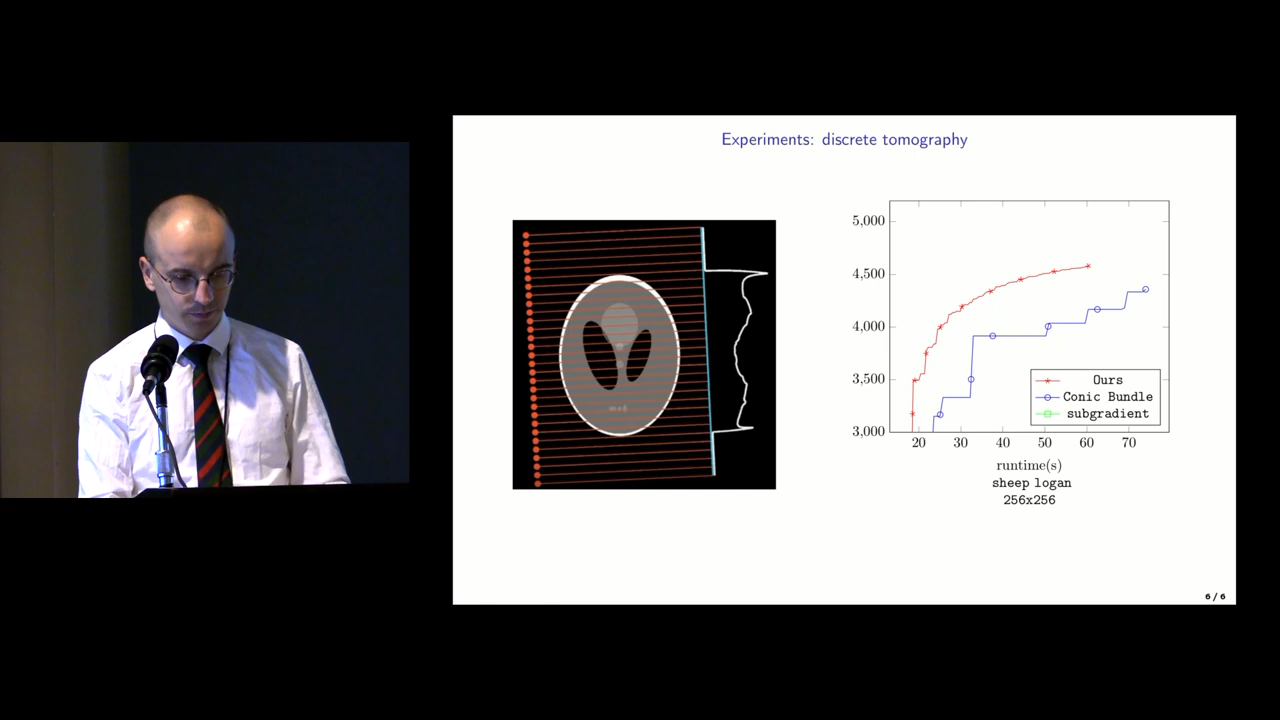 Experiments: discrete tomography
5,000
4,500
4,000
3,500
3,000
20 30 40 50 60 70
Ours
Conic Bundle
subgradient
runtime(s)
sheep logan
256x256
6 / 6